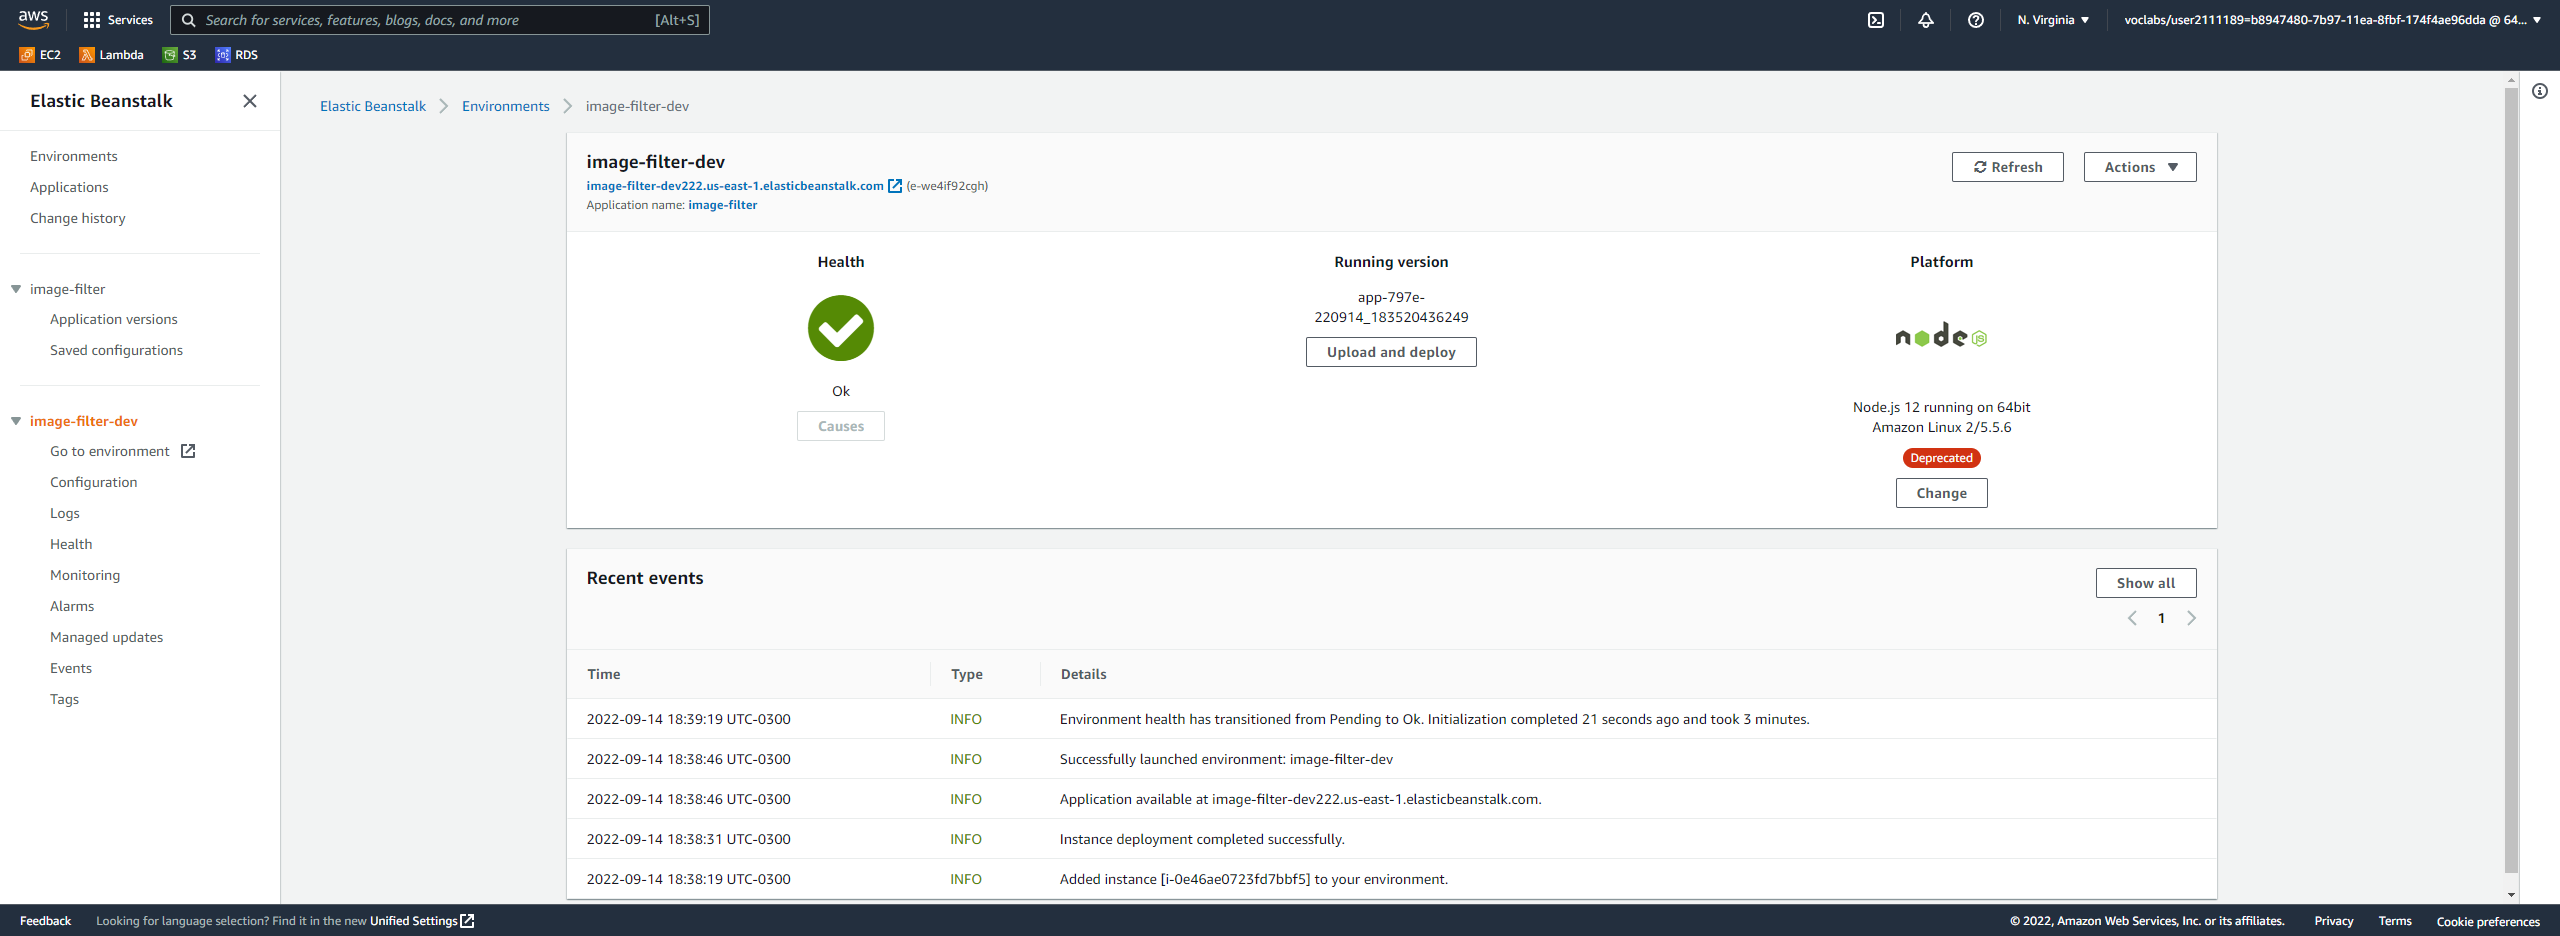 aws
Services
Search for services, features, blogs, docs, and more
[Alt+S]
N. Virginia
voclabs/user2111189=b8947480-7b97-11ea-8fbf-174f4ae96dda @ 64...
EC2
Lambda
S3
RDS
Elastic Beanstalk
Environments
Applications
Change history
image-filter
Application versions
Saved configurations
image-filter-dev
Go to environment
Configuration
Logs
Health
Monitoring
Alarms
Managed updates
Events
Tags
Elastic Beanstalk
Environments
image-filter-dev
image-filter-dev
image-filter-dev222.us-east-1.elasticbeanstalk.com (e-we4if92cgh)
Application name: image-filter
Refresh
Actions
Health
Ok
Causes
Running version
app-797e-
220914_183520436249
Upload and deploy
Platform
node JS
Node.js 12 running on 64bit
Amazon Linux 2/5.5.6
Deprecated
Change
Recent events
Show all
1
Time Type Details
2022-09-14 18:39:19 UTC-0300 INFO Environment health has transitioned from Pending to Ok. Initialization completed 21 seconds ago and took 3 minutes.
2022-09-14 18:38:46 UTC-0300 INFO Successfully launched environment: image-filter-dev
2022-09-14 18:38:46 UTC-0300 INFO Application available at image-filter-dev222.us-east-1.elasticbeanstalk.com.
2022-09-14 18:38:31 UTC-0300 INFO Instance deployment completed successfully.
2022-09-14 18:38:19 UTC-0300 INFO Added instance [i-0e46ae0723fd7bbf5] to your environment.
Feedback
Looking for language selection? Find it in the new Unified Settings
© 2022, Amazon Web Services, Inc. or its affiliates.
Privacy
Terms
Cookie preferences